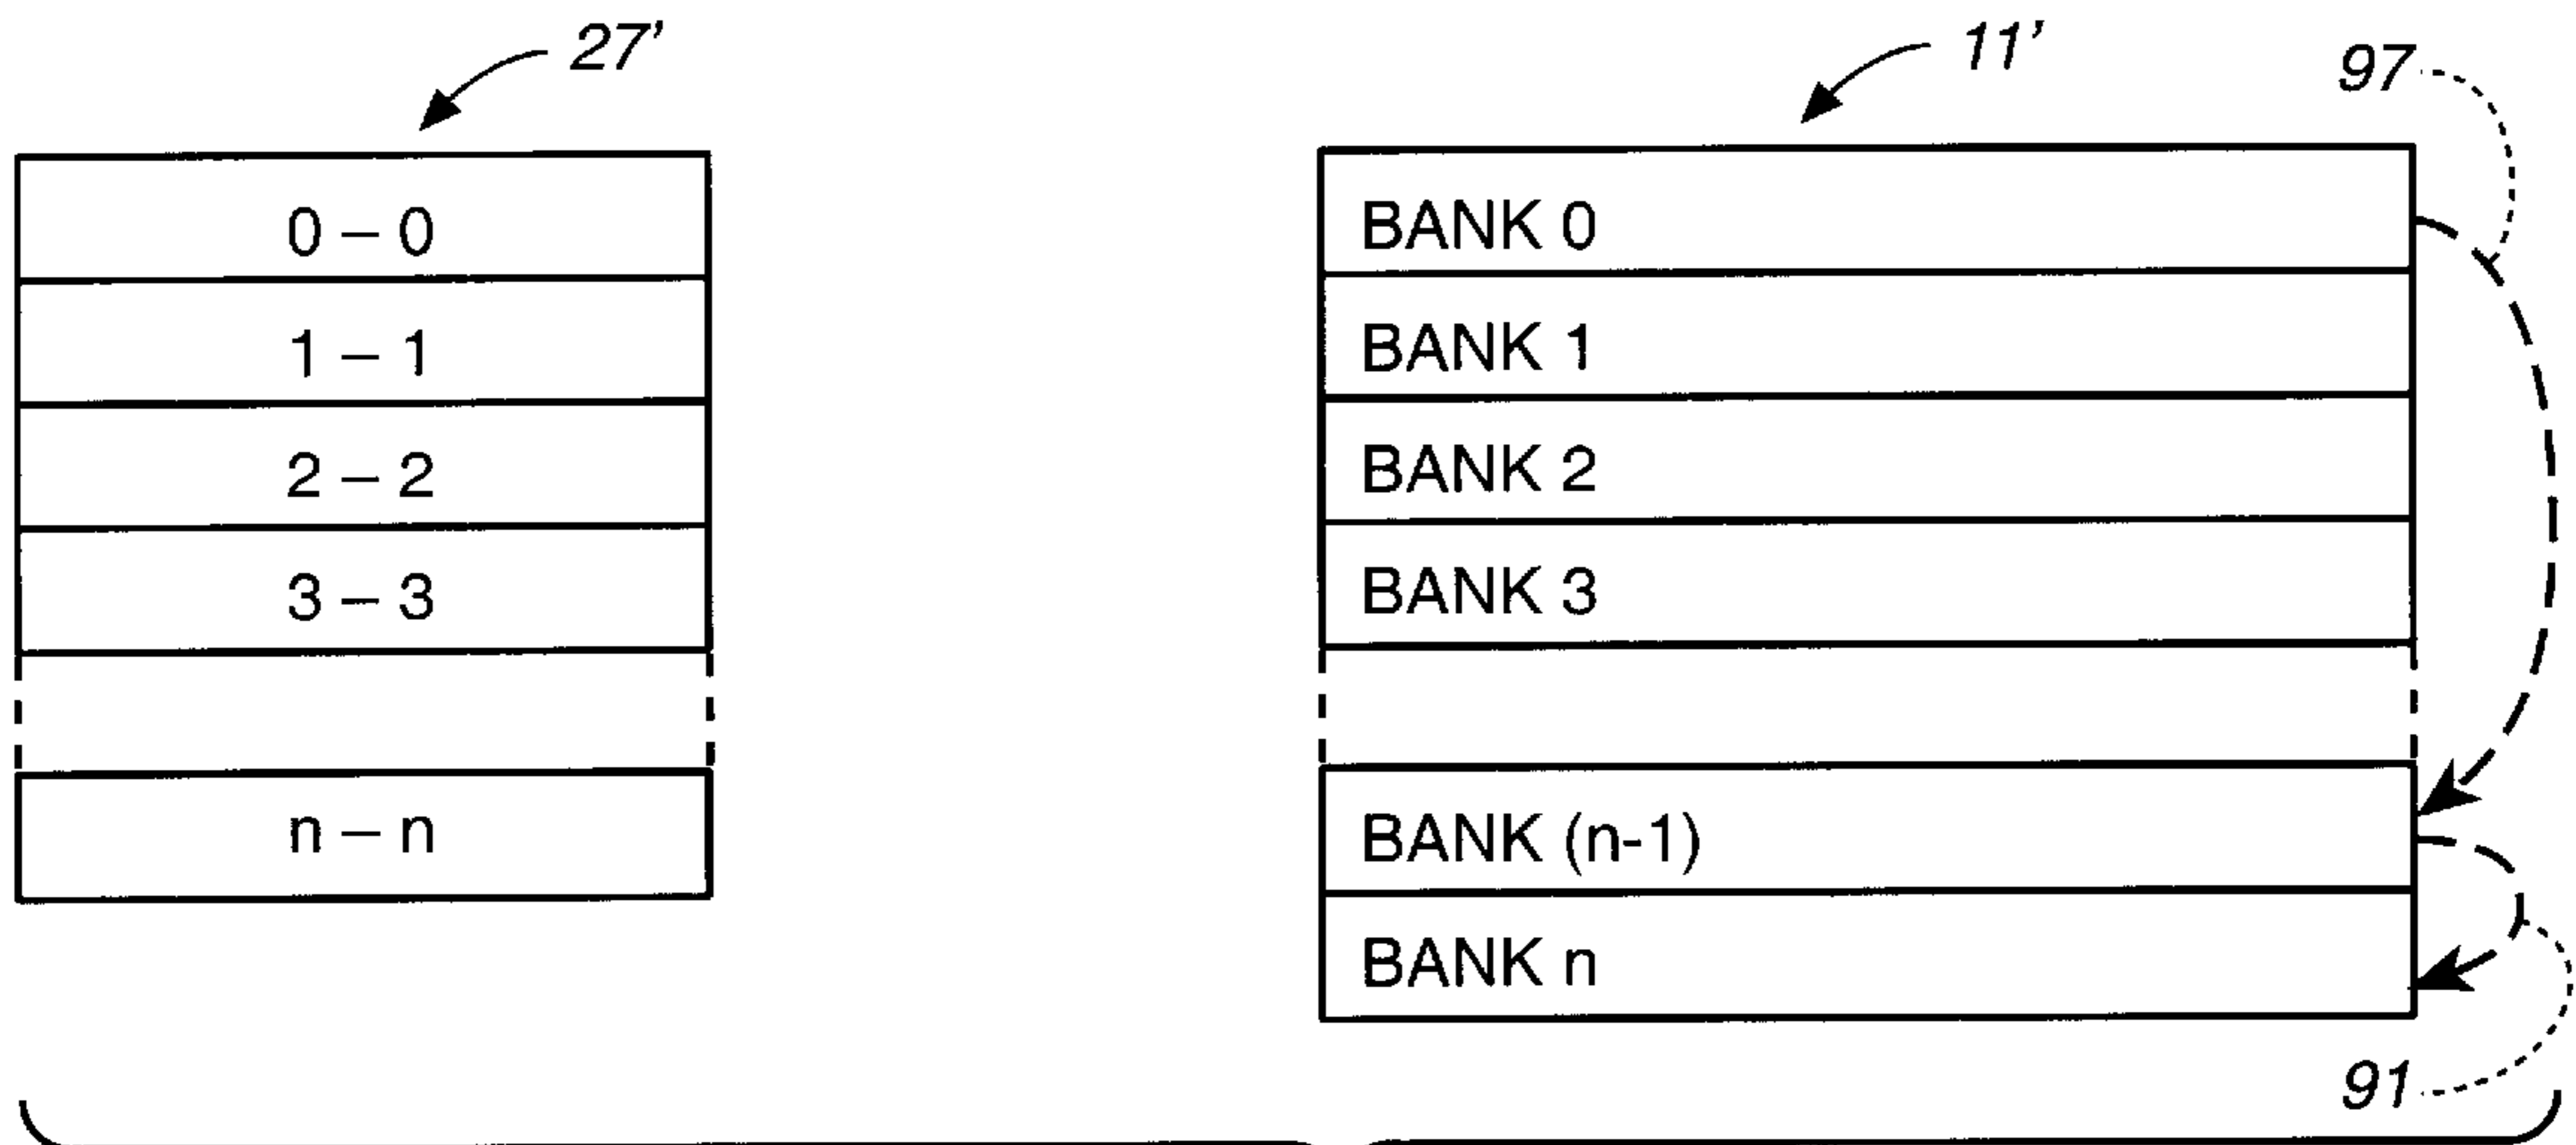 27'
11'
97
0 – 0
1 – 1
2 – 2
3 – 3
n – n
BANK 0
BANK 1
BANK 2
BANK 3
BANK (n-1)
BANK n
91